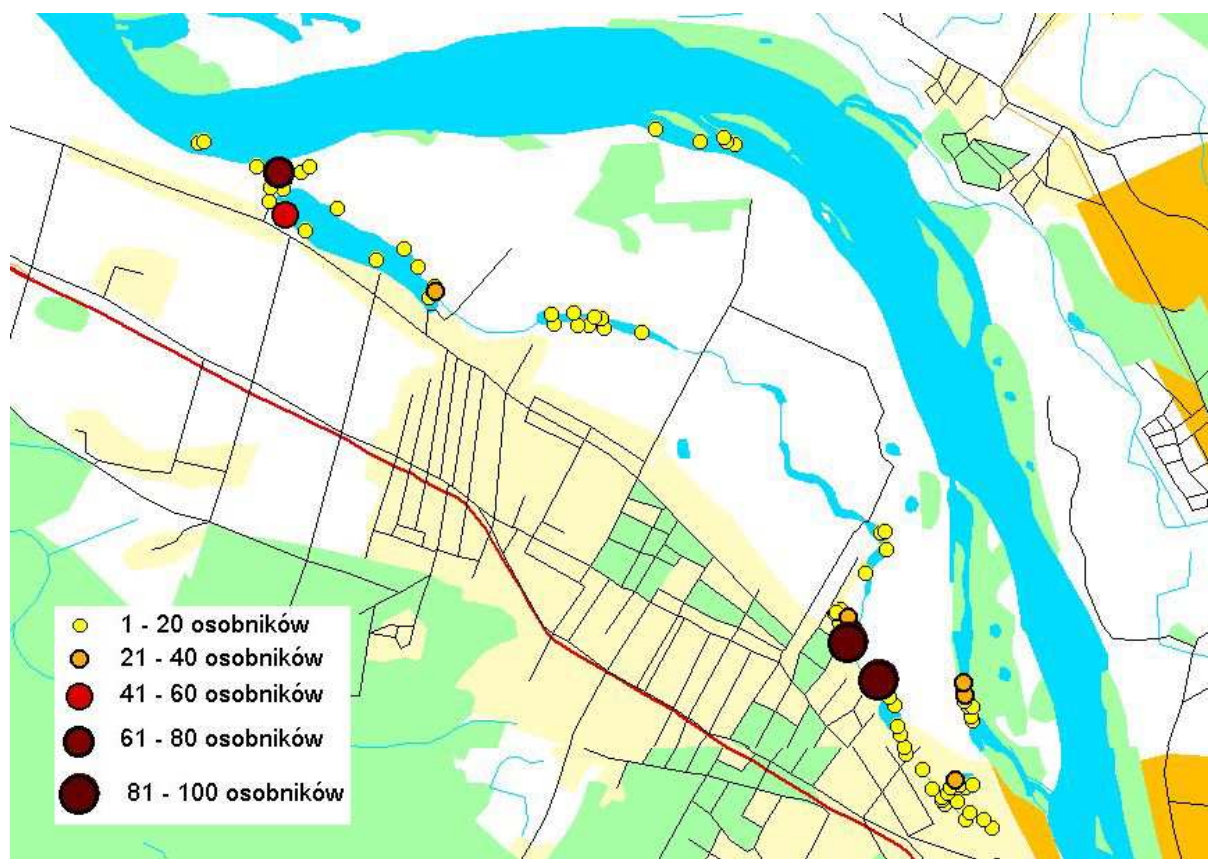 1 - 20 osobników
21 - 40 osobników
41 - 60 osobników
61 - 80 osobników
81 - 100 osobników